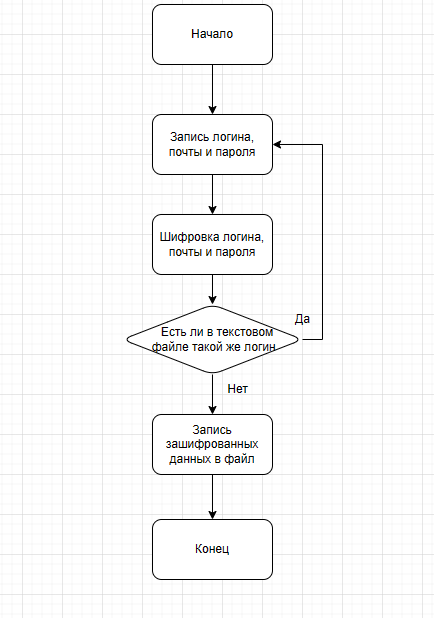 Начало
Запись логина,
почты и пароля
Шифровка логина,
почты и пароля
Есть ли в текстовом
файле такой же логин
Да
Нет
Запись
зашифрованных
данных в файл
Конец